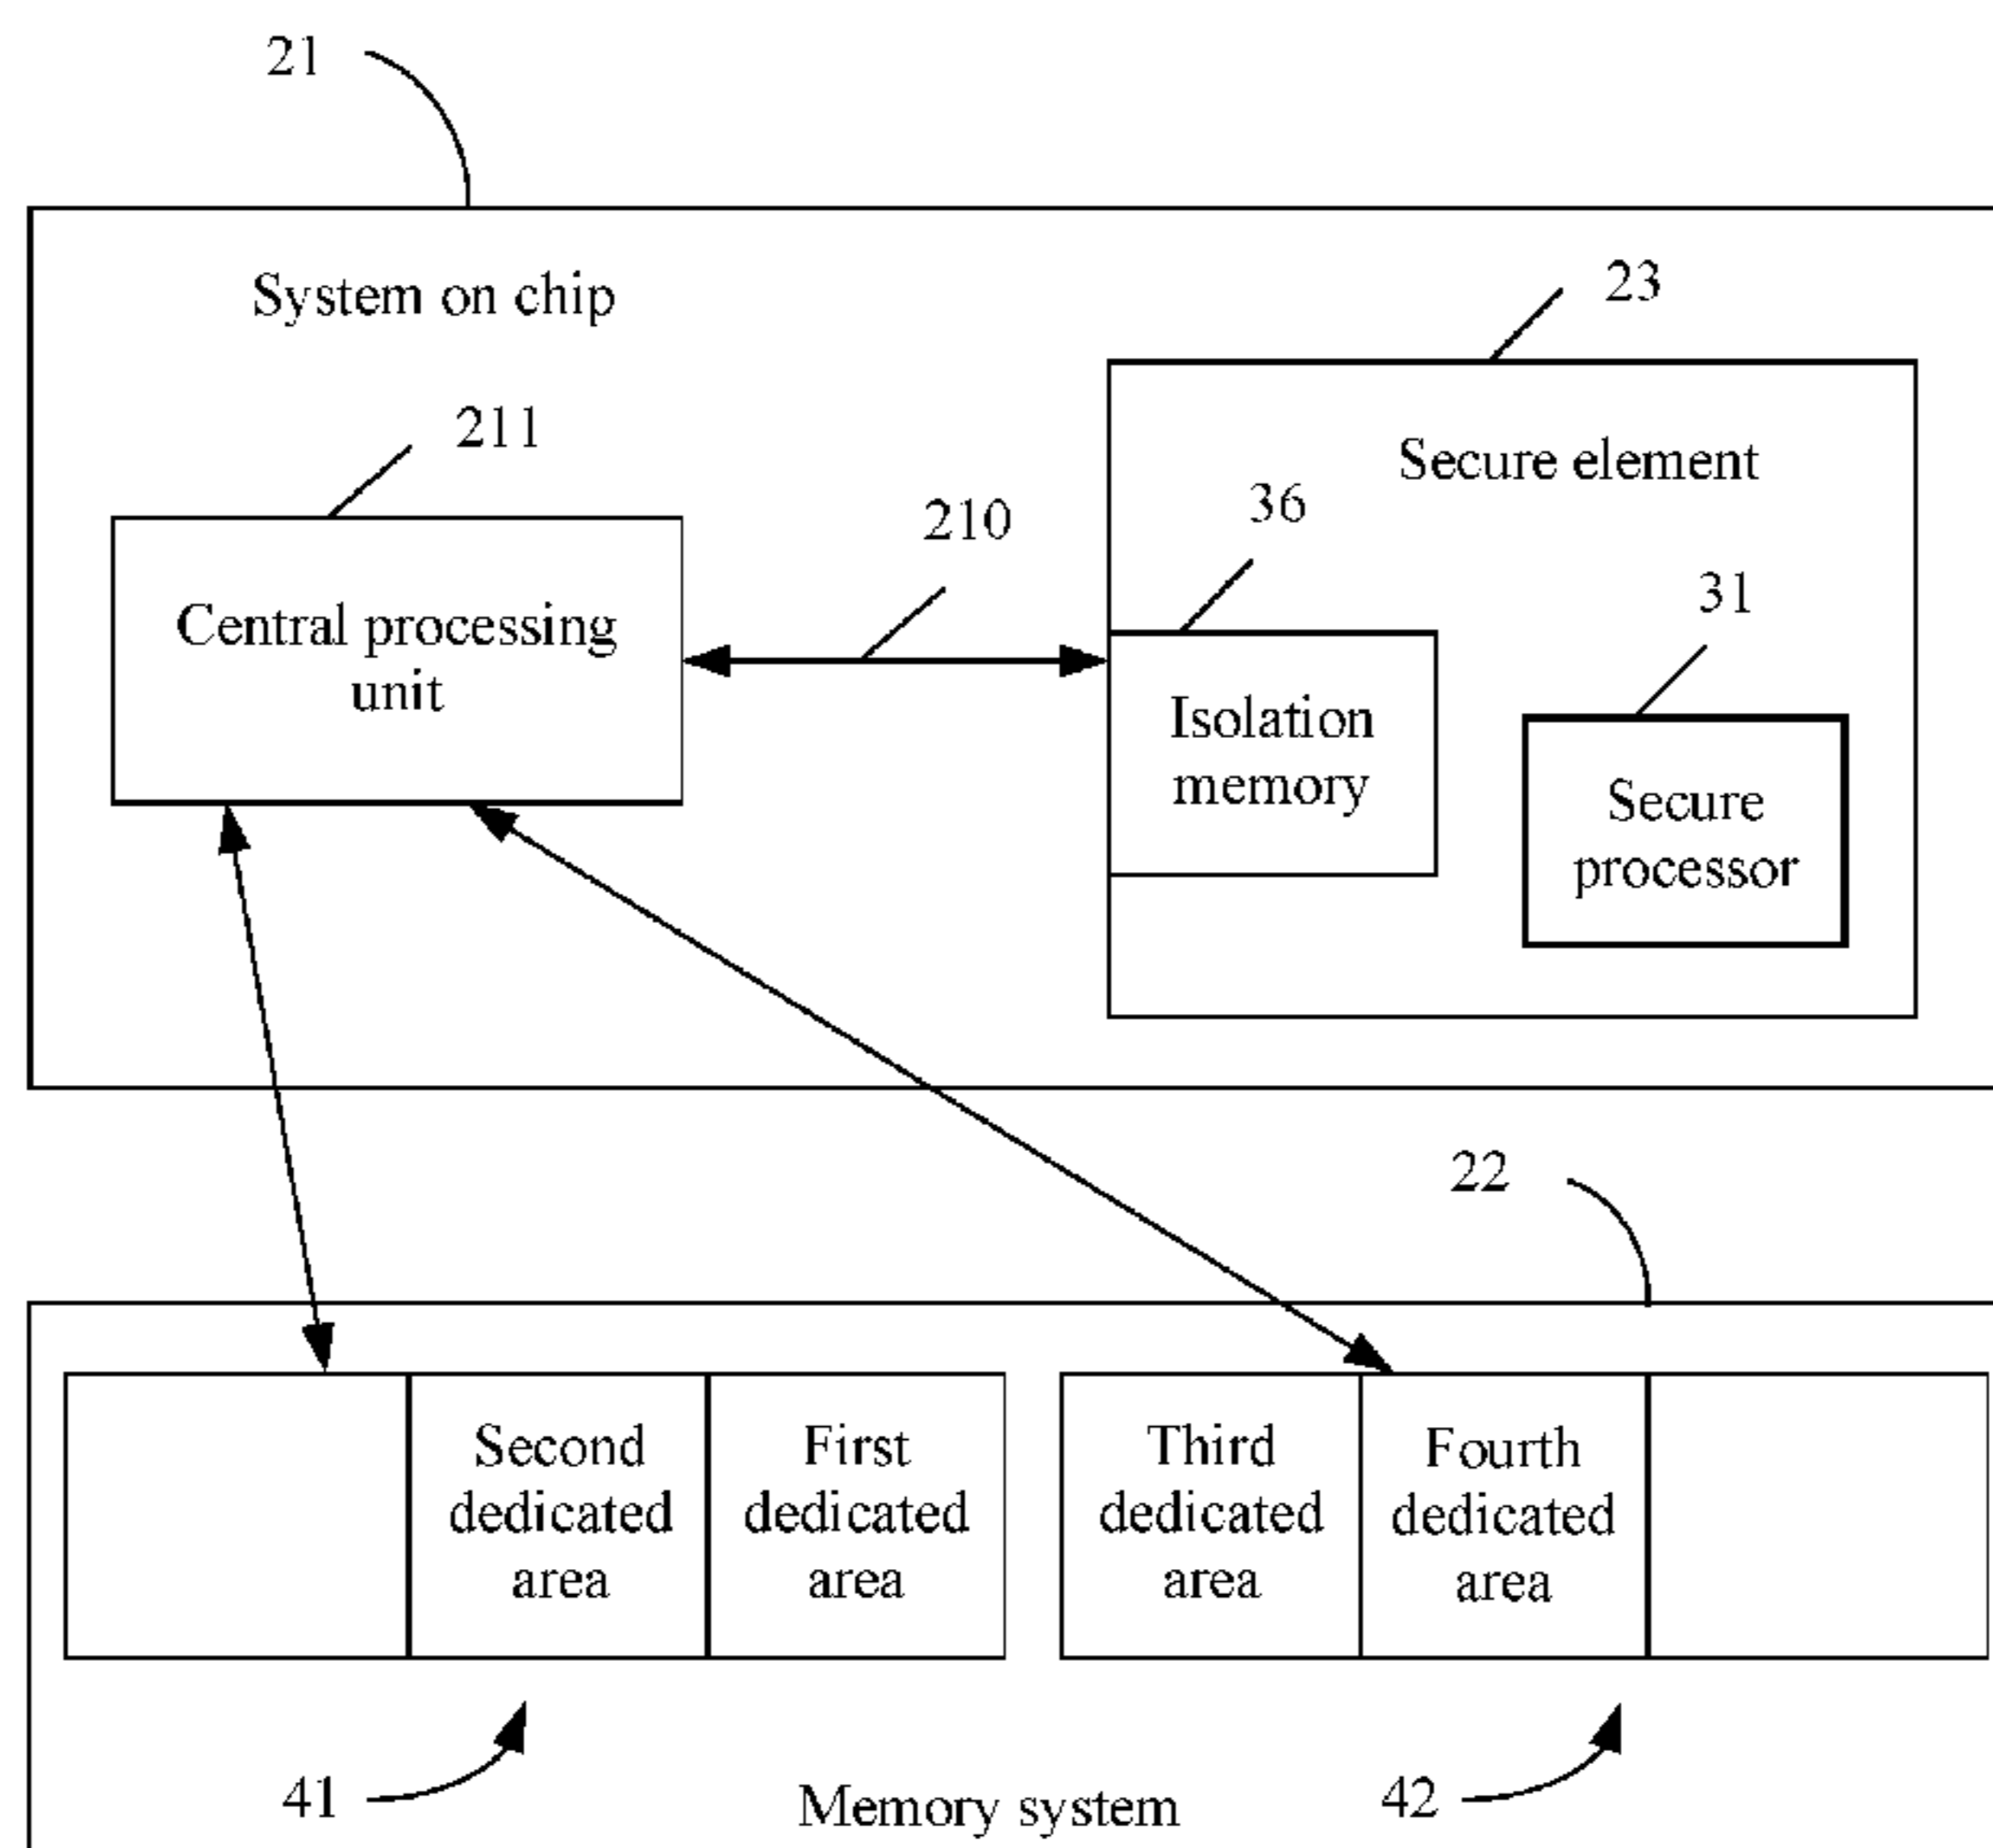 21
System on chip
23
211
Secure element
36
210
31
Central processing
unit
Isolation
memory
Secure
processor
22
Second
dedicated
area
First
dedicated
area
Third
dedicated
area
Fourth
dedicated
area
41
Memory system
42